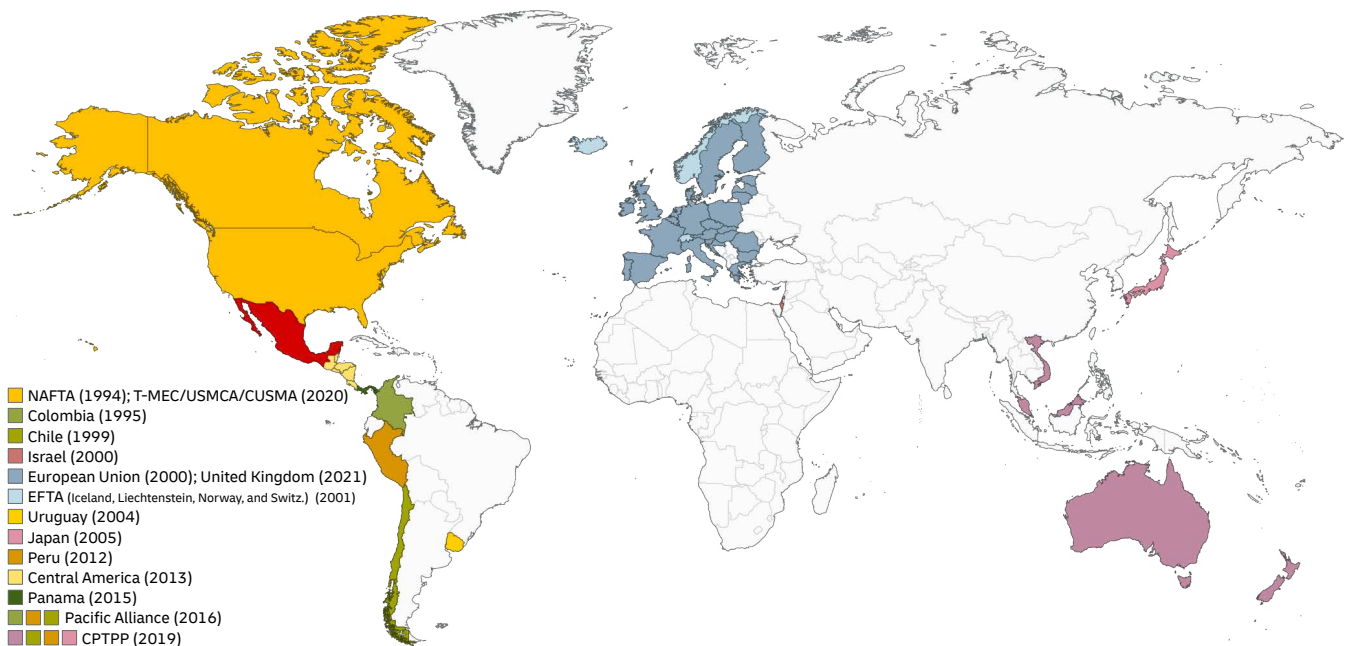 NAFTA (1994); T-MEC/USMCA/CUSMA (2020)
Colombia (1995)
Chile (1999)
Israel (2000)
European Union (2000); United Kingdom (2021)
EFTA (Iceland, Liechtenstein, Norway, and Switz.) (2001)
Uruguay (2004)
Japan (2005)
Peru (2012)
Central America (2013)
Panama (2015)
Pacific Alliance (2016)
CPTPP (2019)